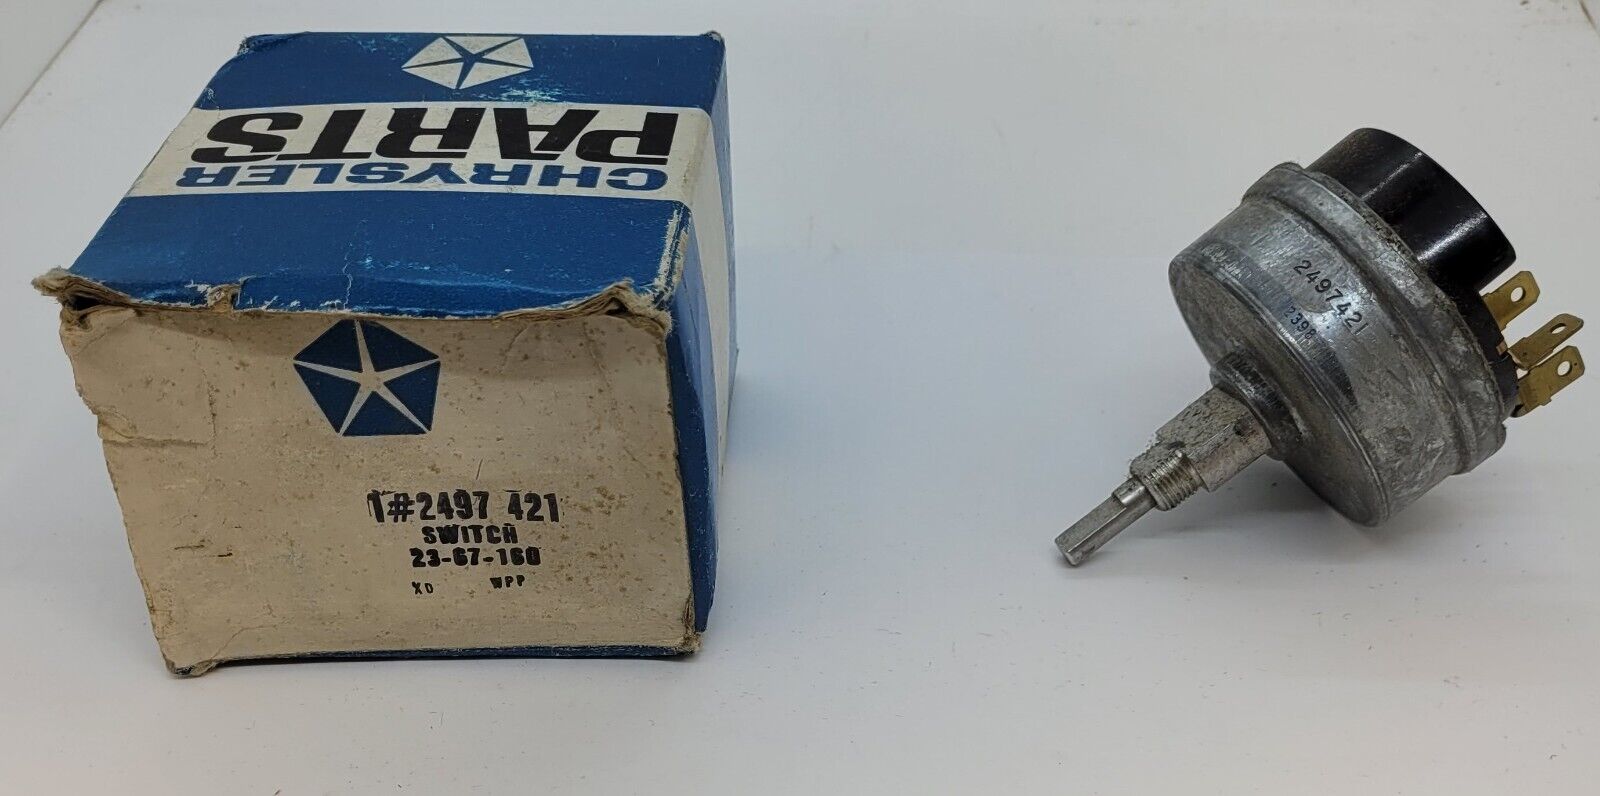 CHRYSLER
PARTS
1#2497 421
SWITCH
23-67-160
XD WPP
2497421
2398